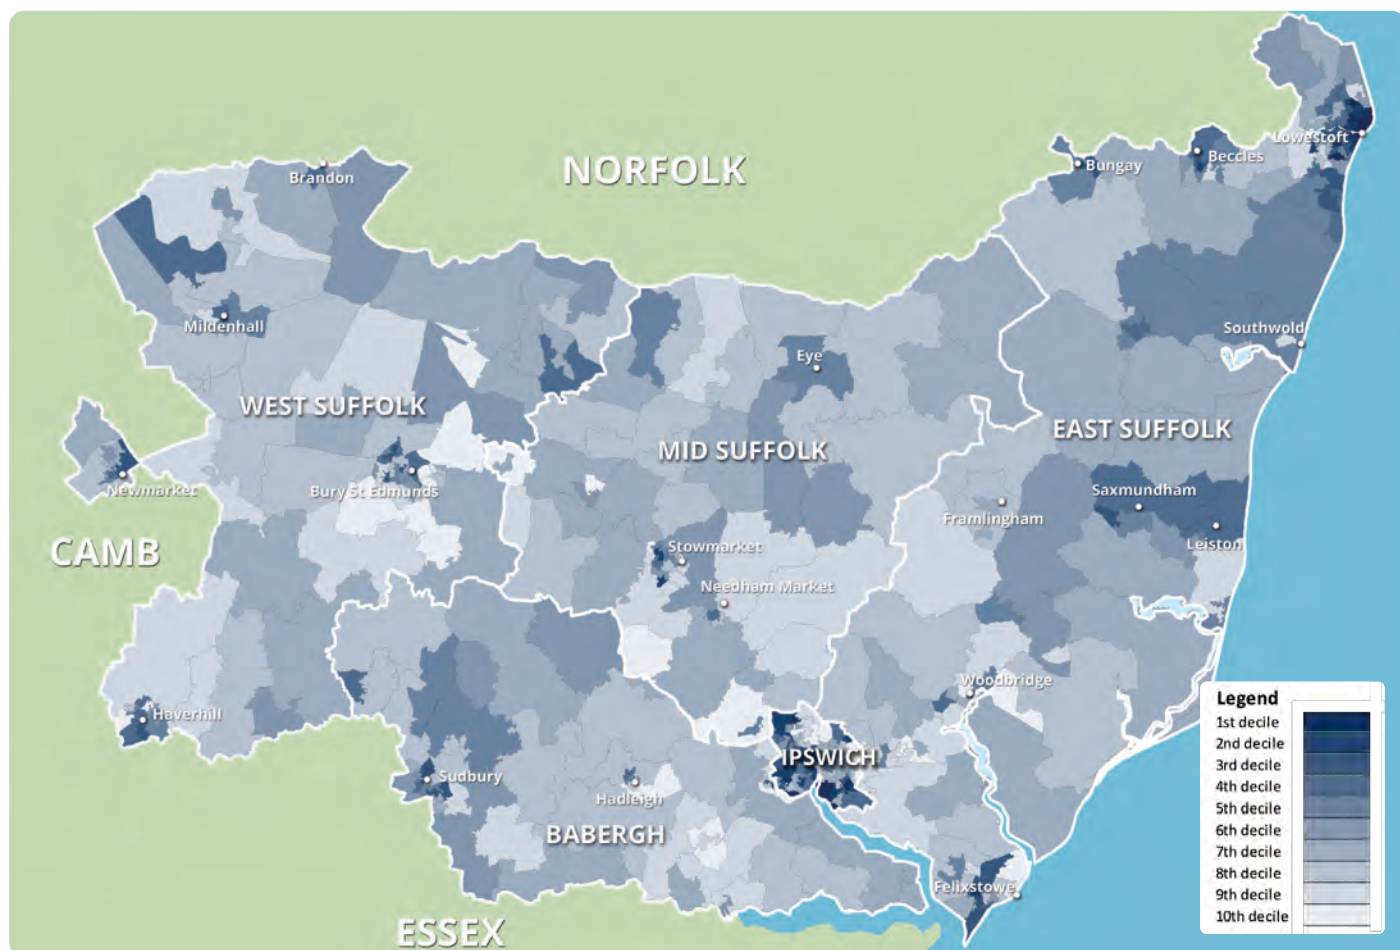 Lowestoft
NORFOLK
Beccles
Bungay
Brandon
Mildenhall
Southwold
Eye
WEST SUFFOLK
EAST SUFFOLK
MID SUFFOLK
Newmarket
Bury St Edmunds
Saxmundham
Framlingham
Leiston
CAMB
Stowmarket
Needham Market
Woodbridge
Haverhill
IPSWICH
Sudbury
Hadleigh
BABERGH
Felixstowe
ESSEX
Legend
1st decile
2nd decile
3rd decile
4th decile
5th decile
6th decile
7th decile
8th decile
9th decile
10th decile